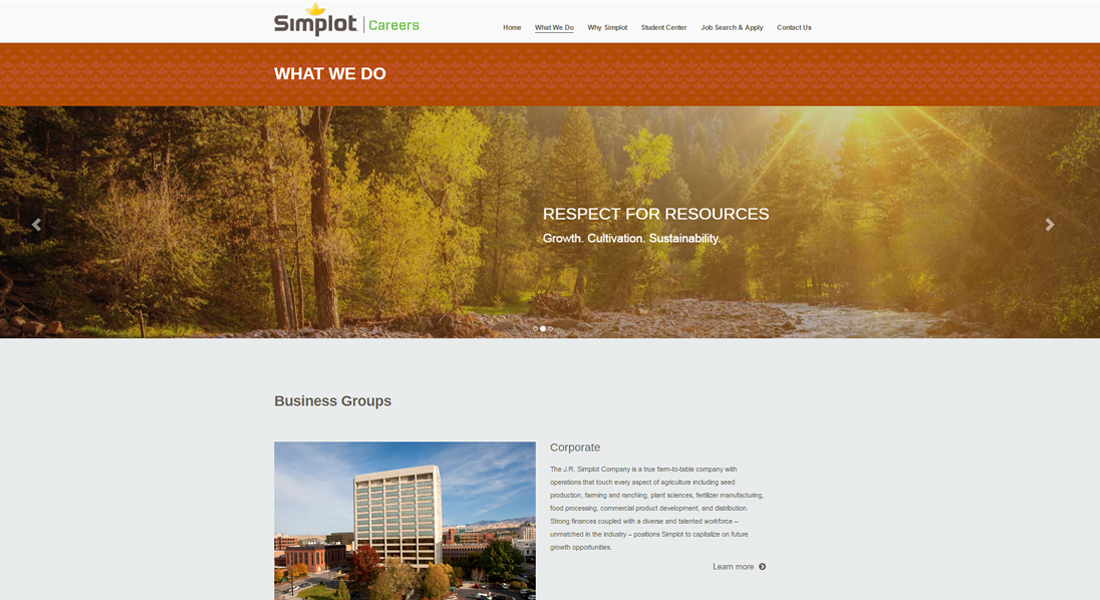 Simplot | Careers
Home What We Do Why Simplot Student Center Job Search & Apply Contact Us
WHAT WE DO
RESPECT FOR RESOURCES
Growth. Cultivation. Sustainability.
Business Groups
Corporate
The J.R. Simplot Company is a true farm-to-table company with
operations that touch every aspect of agriculture including seed
production, farming and ranching, plant sciences, fertilizer manufacturing,
food processing, commercial product development, and distribution.
Strong finances coupled with a diverse and talented workforce –
unmatched in the industry – positions Simplot to capitalize on future
growth opportunities.
Learn more